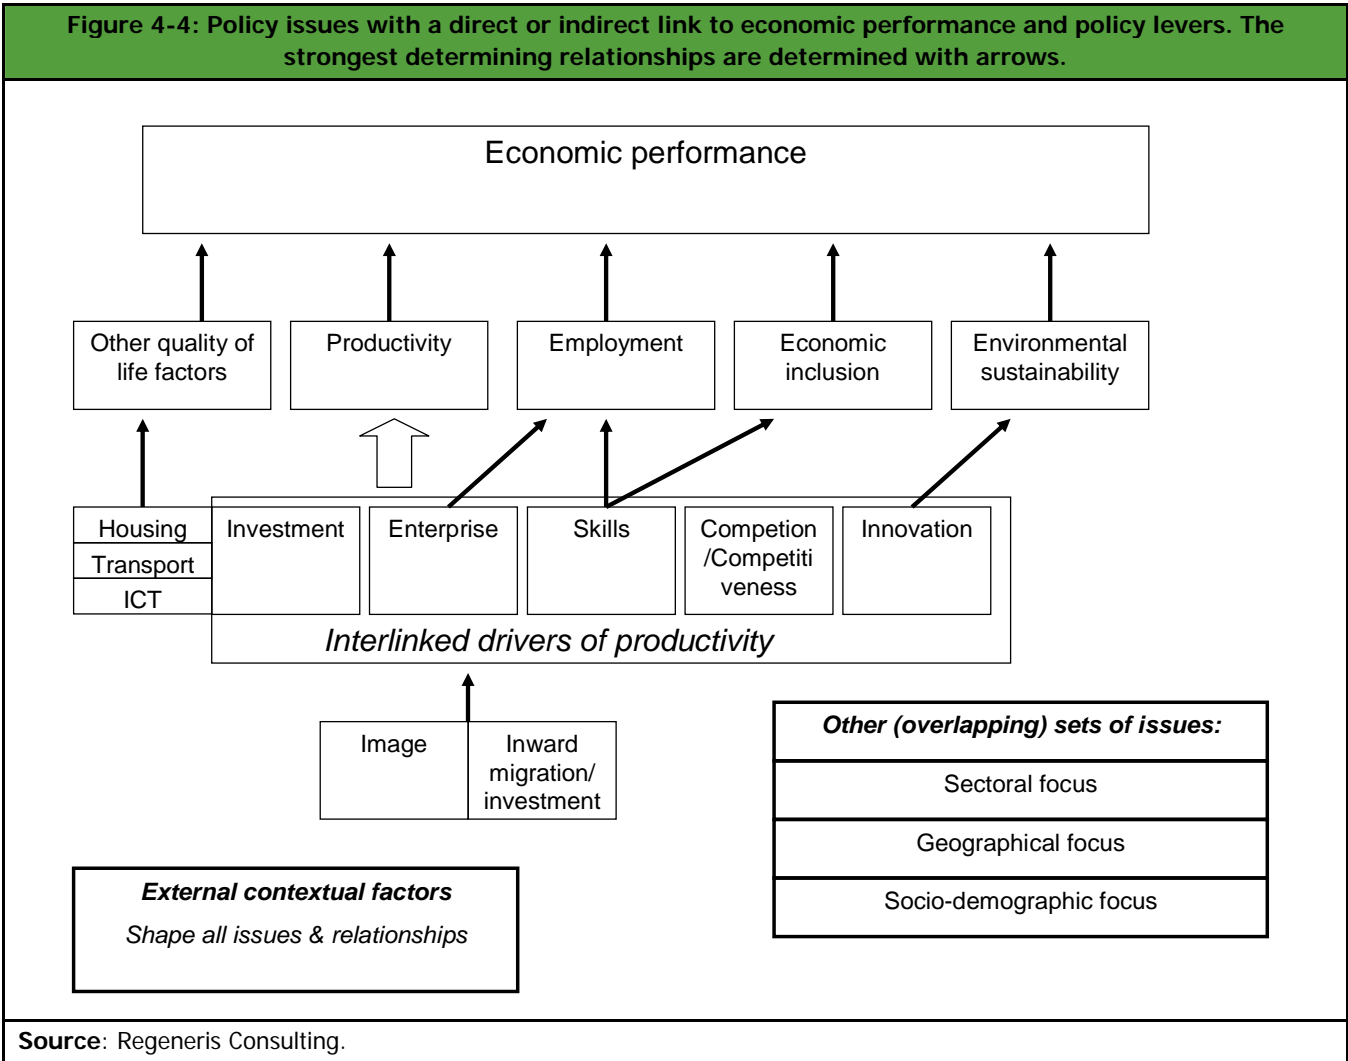 Figure 4-4: Policy issues with a direct or indirect link to economic performance and policy levers. The
strongest determining relationships are determined with arrows.
Economic performance
Other quality of
life factors
Productivity
Employment
Economic
inclusion
Environmental
sustainability
Housing
Transport
ICT
Investment
Enterprise
Skills
Competion
/Competiti
veness
Innovation
Interlinked drivers of productivity
Image
Inward
migration/
investment
Other (overlapping) sets of issues:
Sectoral focus
Geographical focus
Socio-demographic focus
External contextual factors
Shape all issues & relationships
Source: Regeneris Consulting.